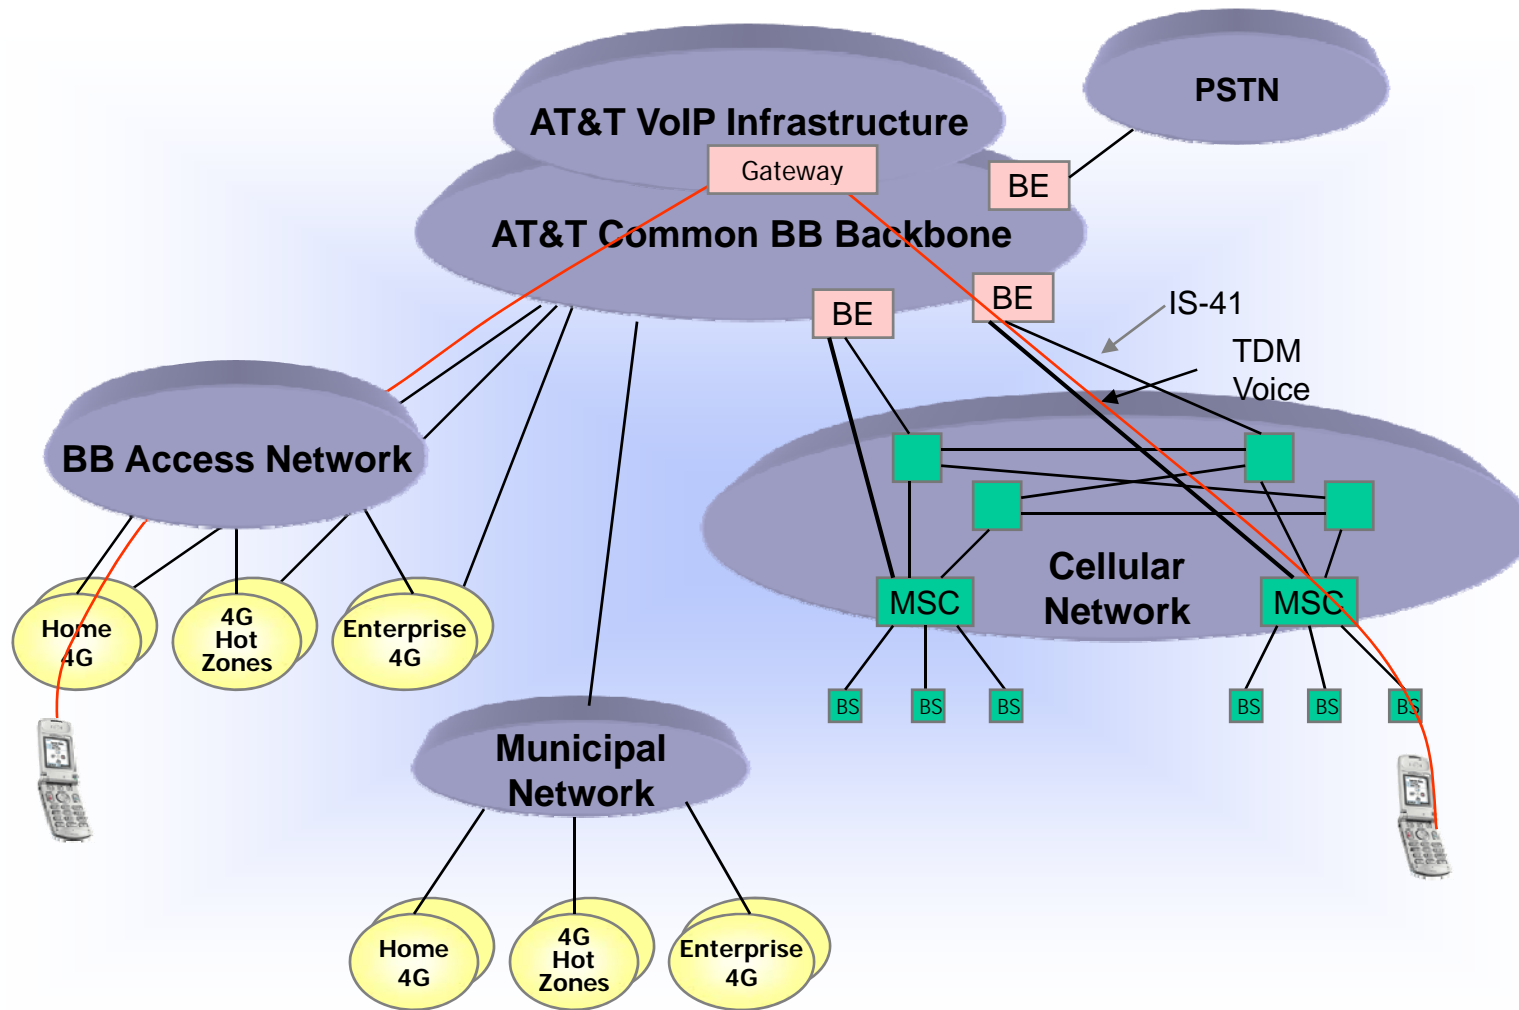 PSTN
AT&T VoIP Infrastructure
Gateway
BE
AT&T Common BB Backbone
BE
BE
IS-41
TDM
Voice
BB Access Network
Cellular
Network
MSC
MSC
Home
4G
4G
Hot
Zones
Enterprise
4G
BS
BS
BS
BS
BS
BS
Municipal
Network
Home
4G
4G
Hot
Zones
Enterprise
4G